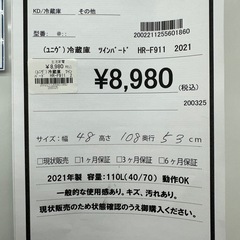 KD/冷蔵庫 その他
@.:
2002211255601860
(ﾕﾆｳﾞ)冷蔵庫 ﾂｲﾝﾊﾞｰﾄﾞ HR-F911 2021
¥8,980
(税込)
200325
寸法: 幅 48 高さ 108 奥行 53 cm
□現状販売 □1ヶ月保証 □3ヶ月保証 □6ヶ月保証
2021年製 容量:110L(40/70) 動作OK
一般的な使用感あり。キズ、汚れあり。
現状販売のため状態確認のうえ御購入ください。